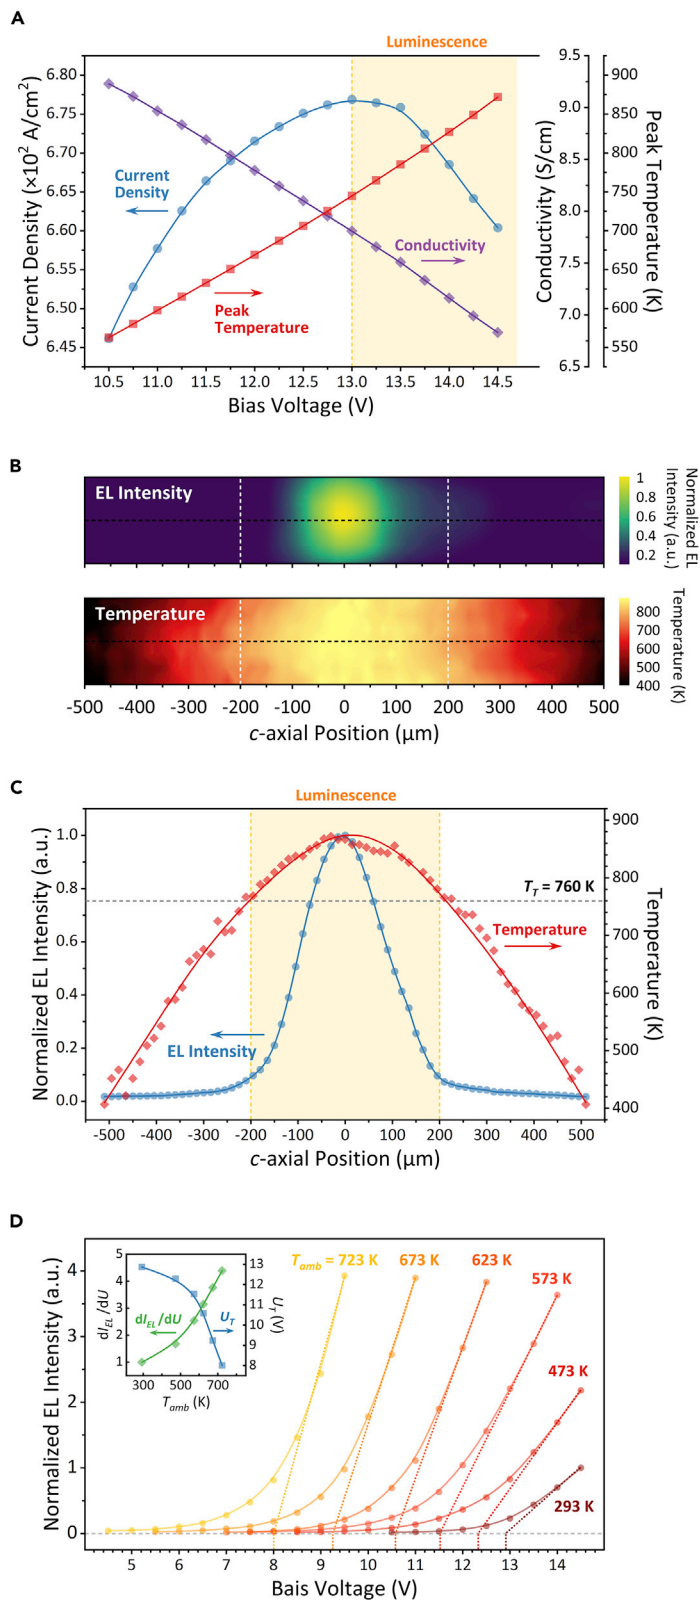 A
Luminescence
6.80
6.75
6.70
6.65
6.60
6.55
6.50
6.45
Current Density (×10² A/cm²)
Current
Density
Conductivity
Peak
Temperature
9.5
9.0
8.5
8.0
7.5
7.0
6.5
Conductivity (S/cm)
900
850
800
750
700
650
600
550
Peak Temperature (K)
10.5 11.0 11.5 12.0 12.5 13.0 13.5 14.0 14.5
Bias Voltage (V)
B
EL Intensity
1
0.8
0.6
0.4
0.2
Normalized EL
Intensity (a.u.)
Temperature
800
700
600
500
400
Temperature (K)
-500 -400 -300 -200 -100 0 100 200 300 400 500
c-axial Position (μm)
C
Luminescence
1.0
0.8
0.6
0.4
0.2
0.0
Normalized EL Intensity (a.u.)
T_T = 760 K
Temperature
EL Intensity
900
800
700
600
500
400
Temperature (K)
-500 -400 -300 -200 -100 0 100 200 300 400 500
c-axial Position (μm)
D
4
3
2
1
0
Normalized EL Intensity (a.u.)
5
4
3
2
1
dI_EL/dU
dI_EL/dU
U_T
13
12
11
10
9
8
U_T (V)
300 500 700
T_amb (K)
T_amb = 723 K
673 K
623 K
573 K
473 K
293 K
5 6 7 8 9 10 11 12 13 14
Bais Voltage (V)